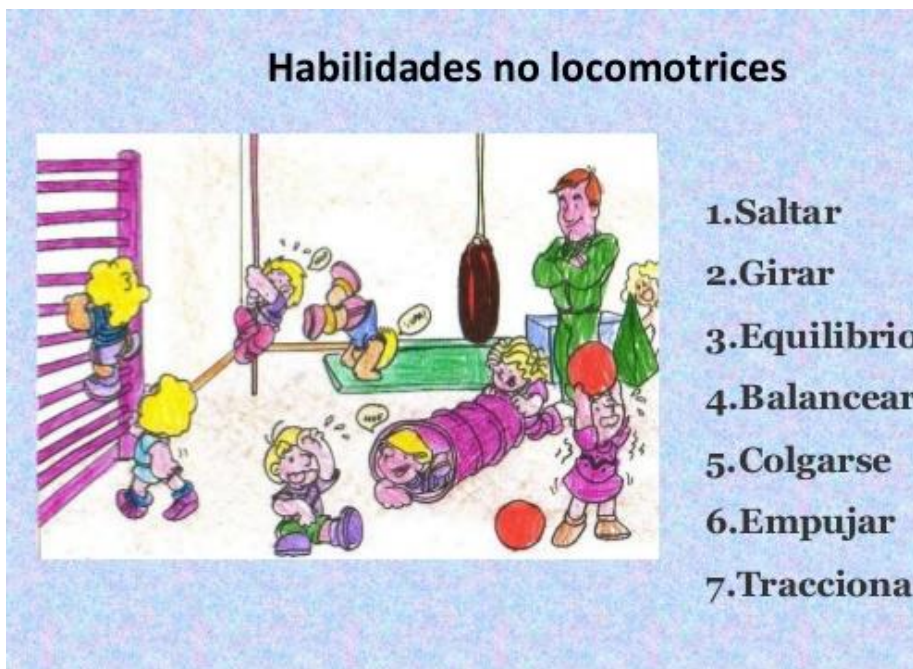 Habilidades no locomotrices
1.Saltar
2.Girar
3.Equilibrio
4.Balancear
5.Colgarse
6.Empujar
7.Tracciona